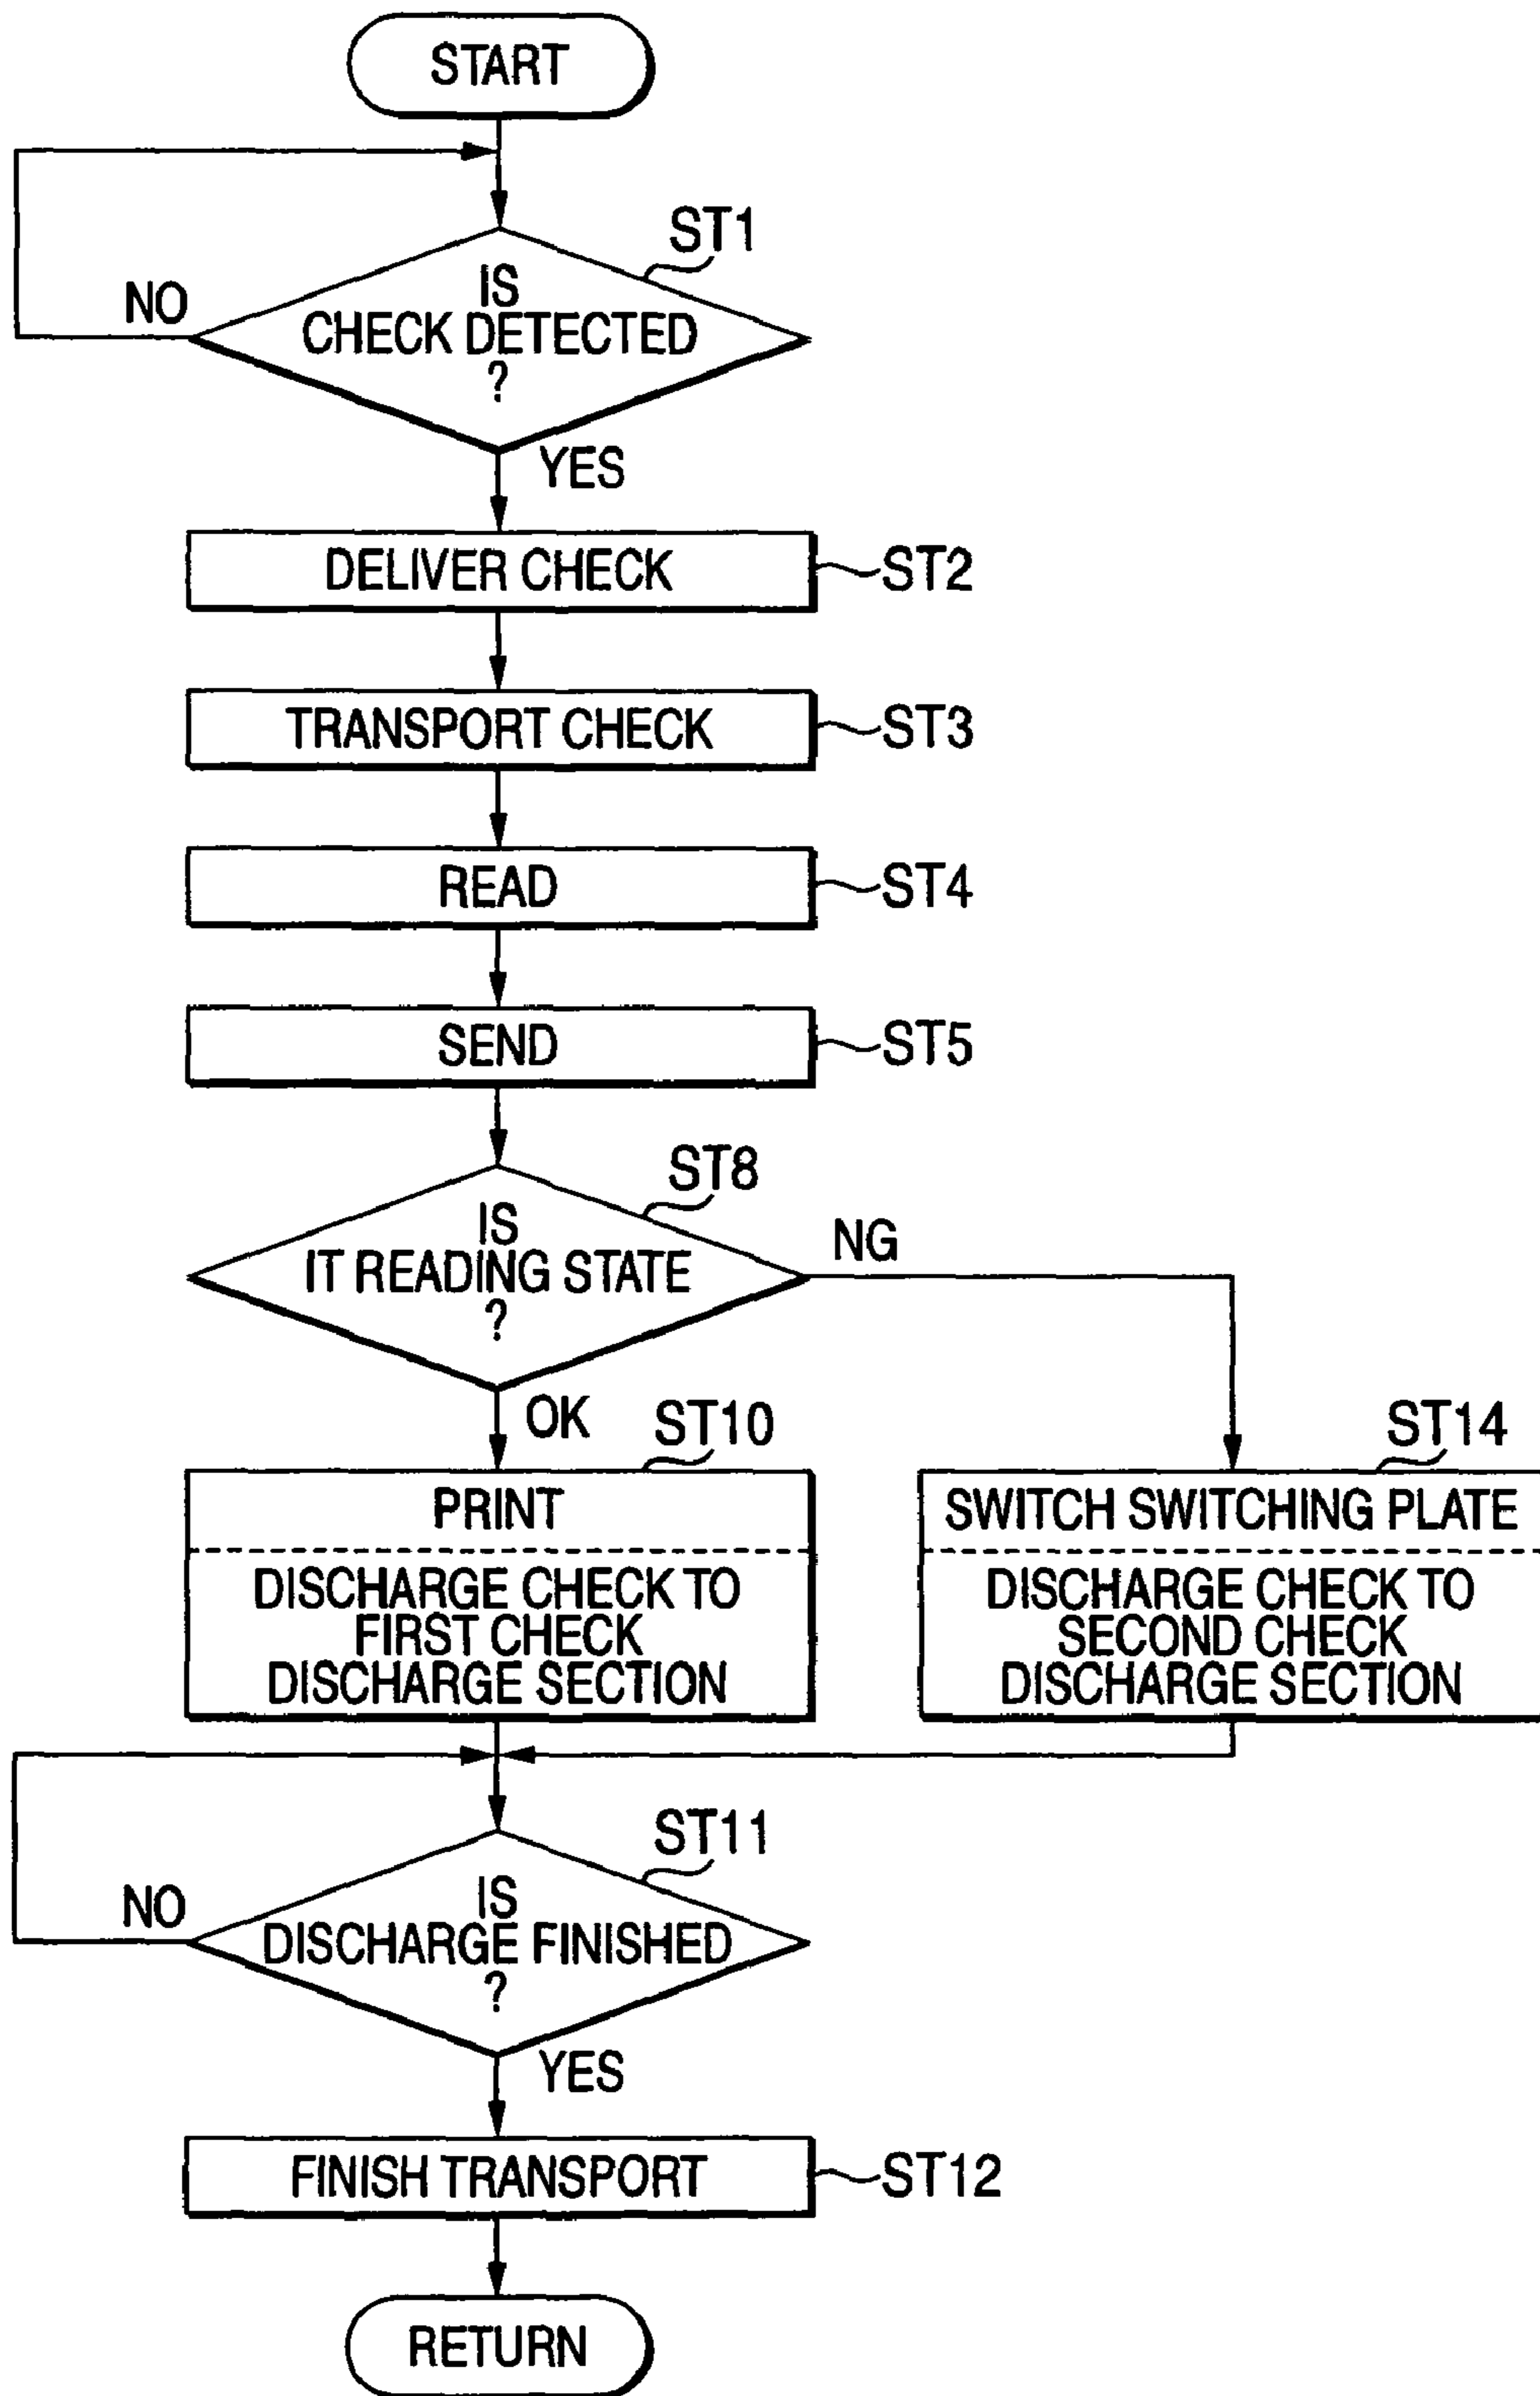 START
ST1
IS
CHECK DETECTED
?
NO
YES
DELIVER CHECK
ST2
TRANSPORT CHECK
ST3
READ
ST4
SEND
ST5
ST8
IS
IT READING STATE
?
NG
OK
ST10
PRINT
DISCHARGE CHECK TO
FIRST CHECK
DISCHARGE SECTION
ST14
SWITCH SWITCHING PLATE
DISCHARGE CHECK TO
SECOND CHECK
DISCHARGE SECTION
ST11
IS
DISCHARGE FINISHED
?
NO
YES
FINISH TRANSPORT
ST12
RETURN